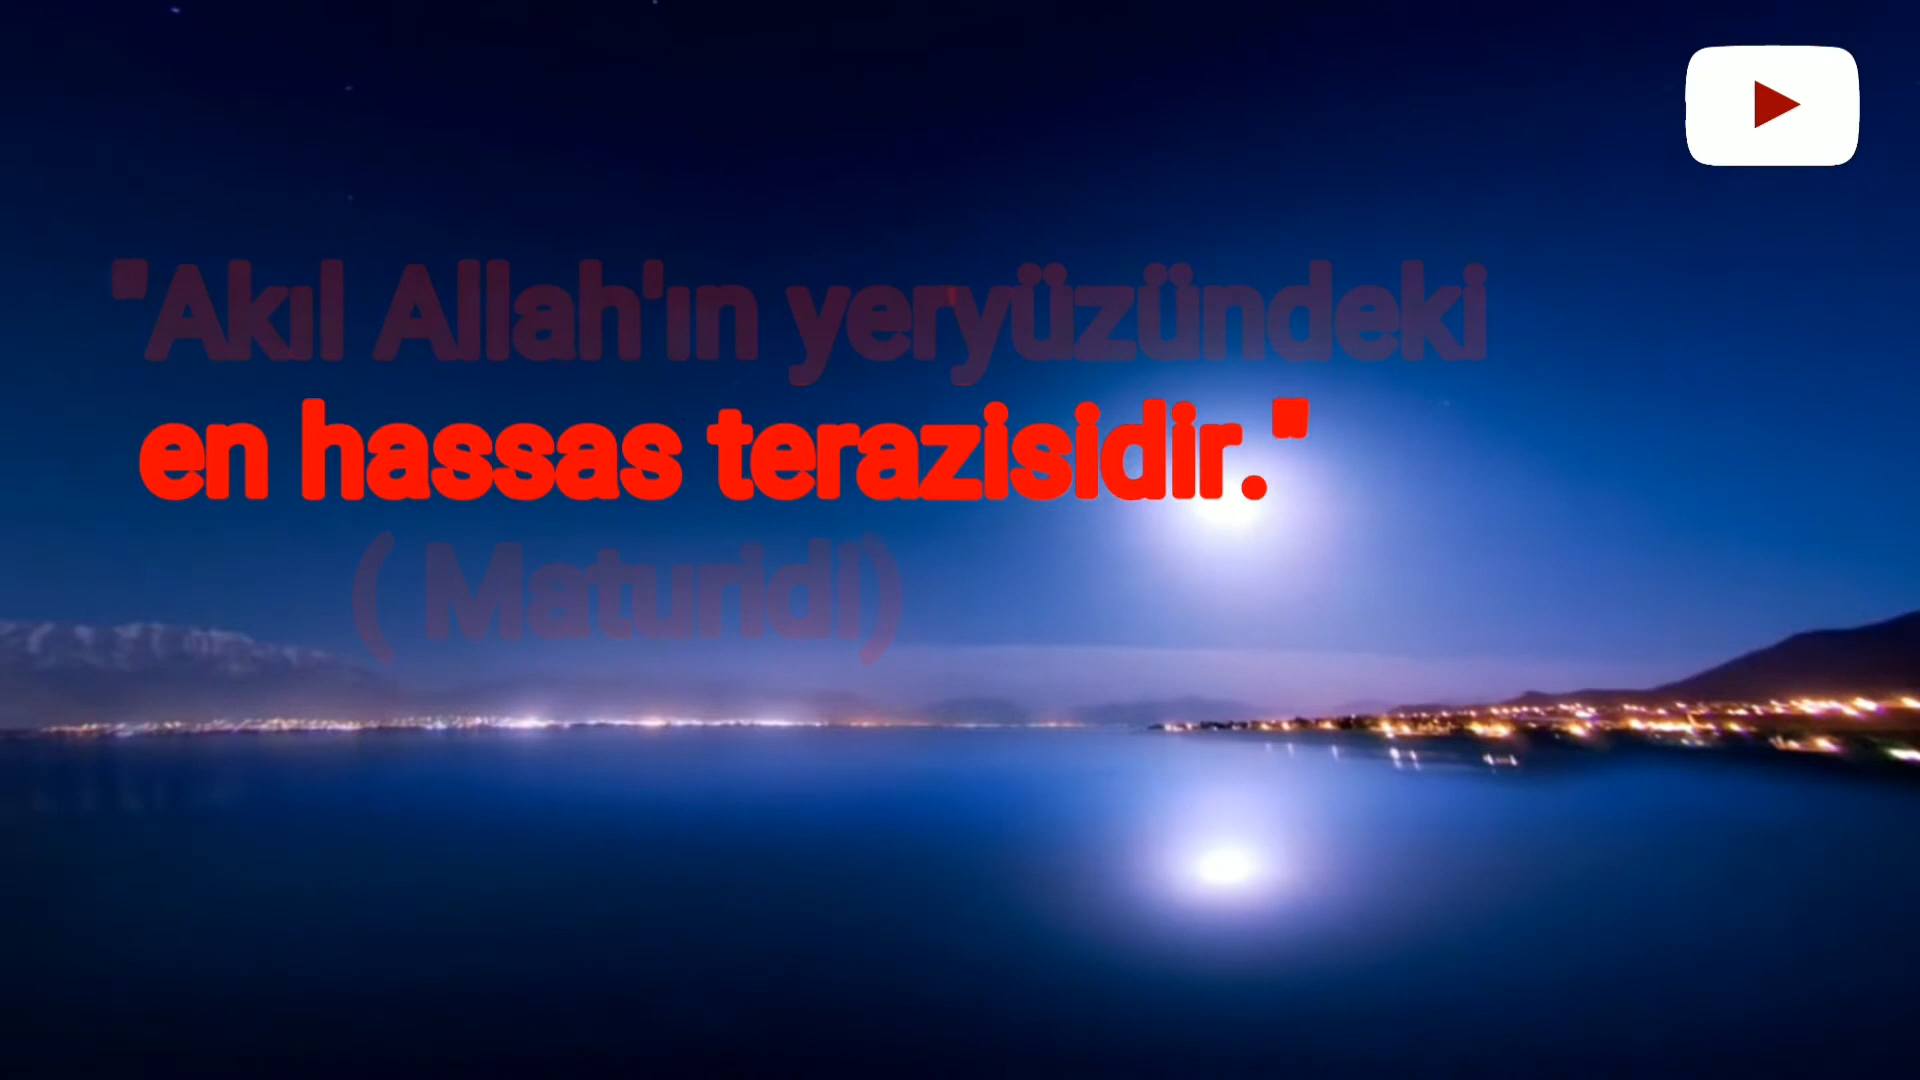 "Akıl Allah'ın yeryüzündeki
en hassas terazisidir."
( Maturidi)